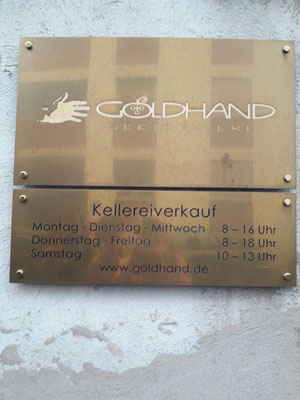 GOLDHAND
SEKTKELLEREI
Kellereiverkauf
Montag - Dienstag - Mittwoch 8 – 16 Uhr
Donnerstag - Freitag 8 – 18 Uhr
Samstag 10 – 13 Uhr
www.goldhand.de